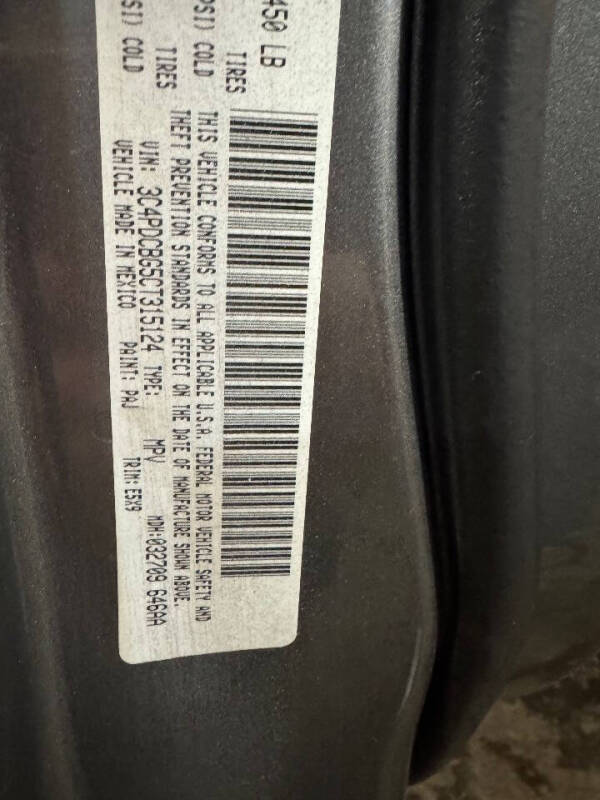 450 LB
TIRES
PSI) COLD
TIRES
SI) COLD
THIS VEHICLE CONFORMS TO ALL APPLICABLE U.S.A. FEDERAL MOTOR VEHICLE SAFETY AND
THEFT PREVENTION STANDARDS IN EFFECT ON THE DATE OF MANUFACTURE SHOWN ABOVE.
VIN: 3C4PDCBG5CT315124 TYPE: MPV MDH:032709 646AA
VEHICLE MADE IN MEXICO PAINT: PAJ TRIM: E5X9